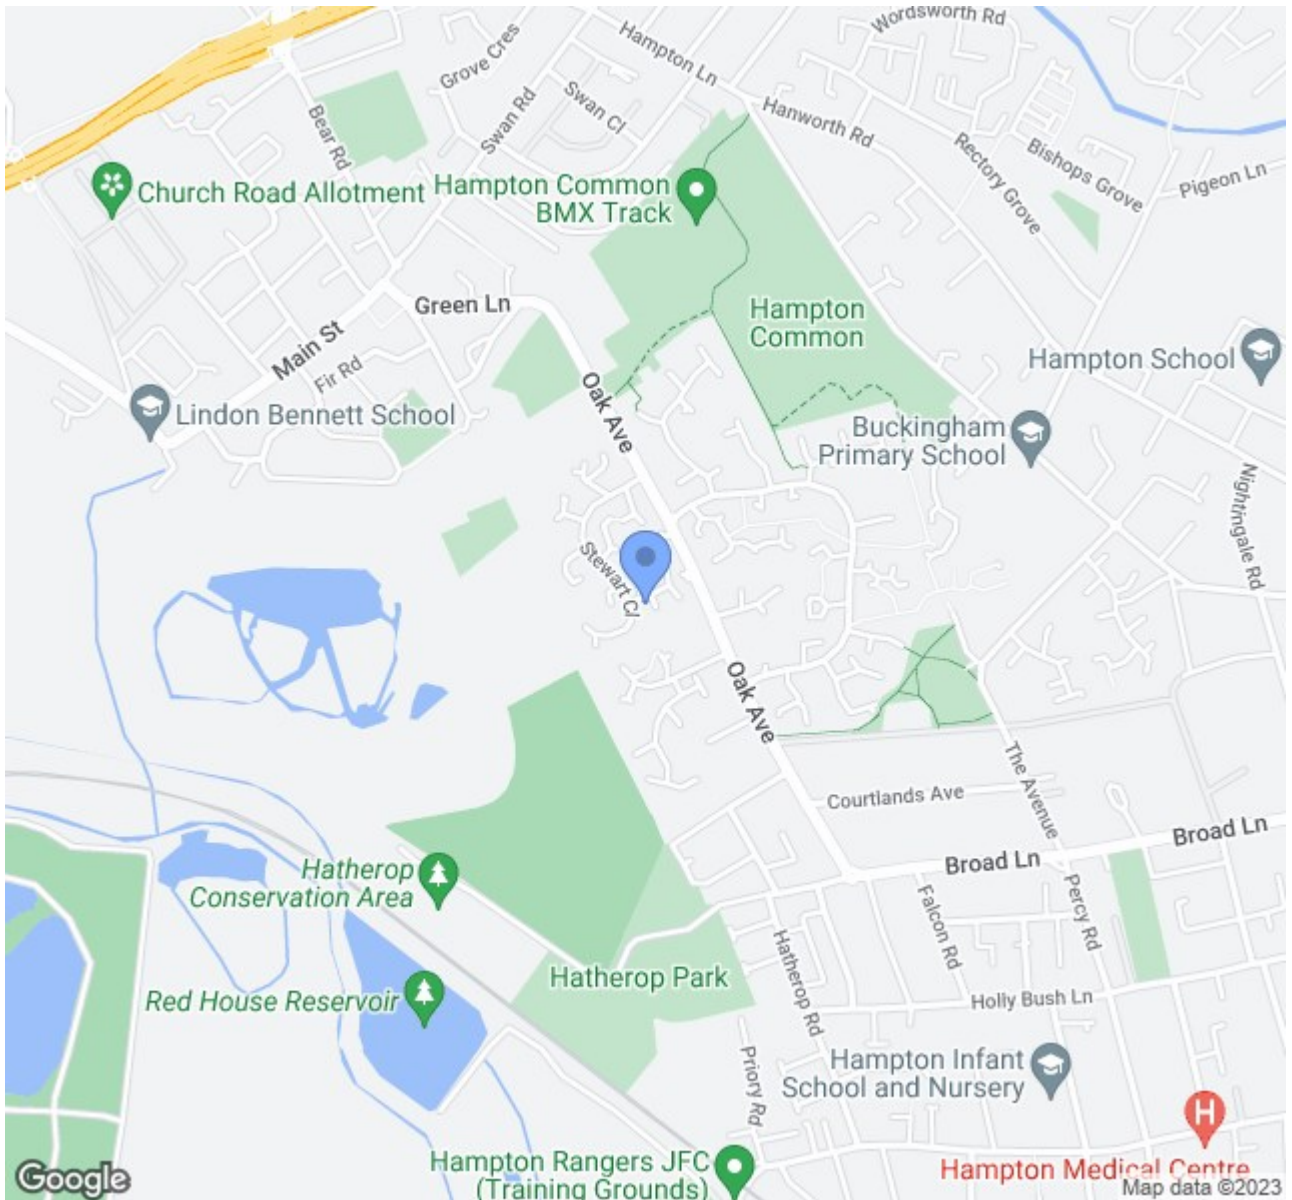 Wordsworth Rd
Hampton Ln
Grove Cres
Swan Cl
Swan Rd
Hanworth Rd
Bear Rd
Rectory Grove
Bishops Grove
Pigeon Ln
Church Road Allotment
Hampton Common
BMX Track
Green Ln
Hampton
Common
Main St
Fir Rd
Hampton School
Oak Ave
Lindon Bennett School
Buckingham
Primary School
Nightingale Rd
Stewart Cl
Oak Ave
The Avenue
Courtlands Ave
Broad Ln
Broad Ln
Hatherop
Conservation Area
Falcon Rd
Percy Rd
Hatherop Rd
Hatherop Park
Red House Reservoir
Holly Bush Ln
Priory Rd
Hampton Infant
School and Nursery
H
Hampton Rangers JFC
(Training Grounds)
Hampton Medical Centre
Google
Map data ©2023